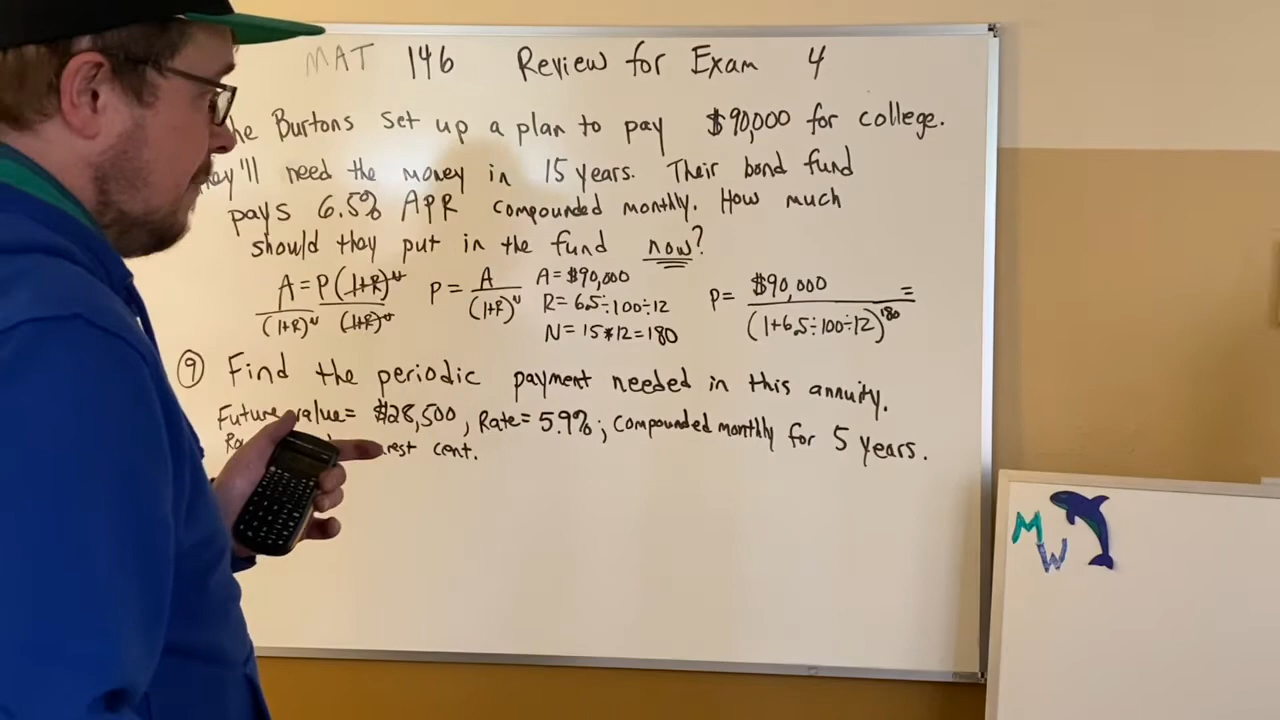 MAT 146 Review for Exam 4
he Burtons set up a plan to pay $90,000 for college.
hey'll need the money in 15 years. Their bond fund
pays 6.5% APR compounded monthly. How much
should they put in the fund now?
A = P(1+R)^N P = A A = $90,000 P = $90,000 =
(1+R)^N (1+R)^N (1+R)^N R = 6.5÷100÷12 (1+6.5÷100÷12)^180
N = 15*12 = 180
⑨ Find the periodic payment needed in this annuity.
Future value = $28,500, Rate = 5.9%; compounded monthly for 5 years.
cent.
MW